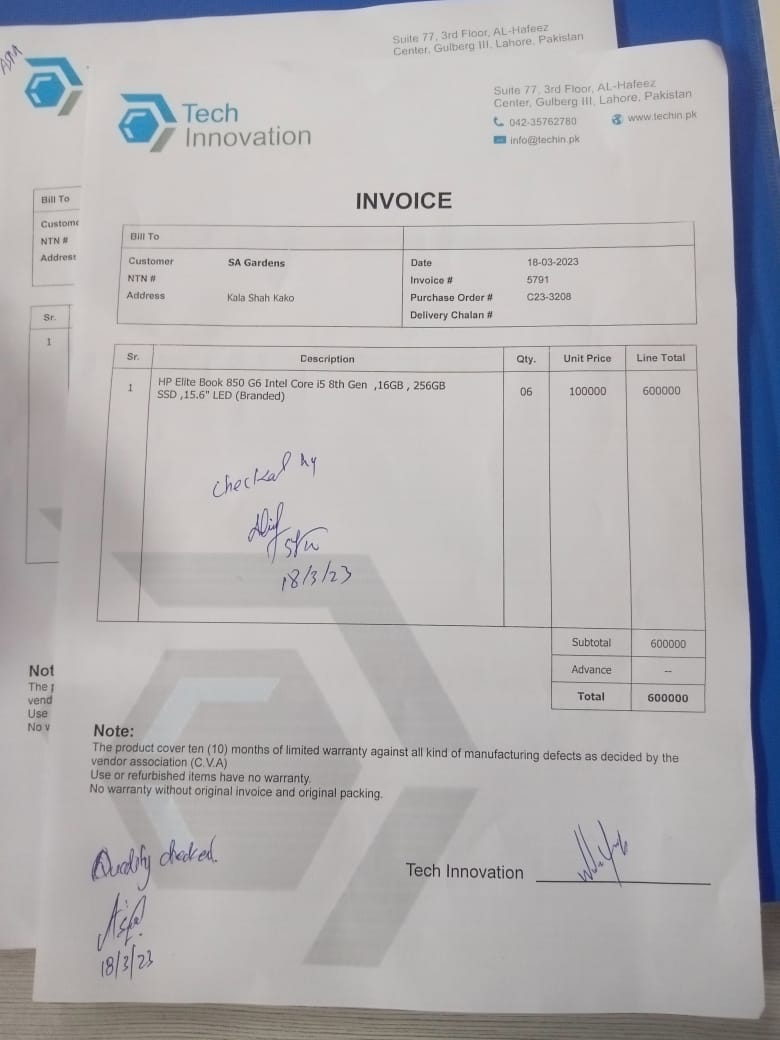 ASM
Suite 77, 3rd Floor, AL-Hafeez
Center, Gulberg III, Lahore, Pakistan
Bill To
Custome
NTN #
Address
Sr.
1
Not
The p
vend
Use
No v
Tech
Innovation
Suite 77, 3rd Floor, AL-Hafeez
Center, Gulberg III, Lahore, Pakistan
042-35762780 www.techin.pk
info@techin.pk
INVOICE
Bill To
Customer SA Gardens Date 18-03-2023
NTN # Invoice # 5791
Address Kala Shah Kako Purchase Order # C23-3208
Delivery Chalan #
Sr. Description Qty. Unit Price Line Total
1 HP Elite Book 850 G6 Intel Core i5 8th Gen ,16GB , 256GB 06 100000 600000
SSD ,15.6" LED (Branded)
Checked by
18/3/23
Subtotal 600000
Advance --
Total 600000
Note:
The product cover ten (10) months of limited warranty against all kind of manufacturing defects as decided by the
vendor association (C.V.A)
Use or refurbished items have no warranty.
No warranty without original invoice and original packing.
Quality checked.
18/3/23
Tech Innovation